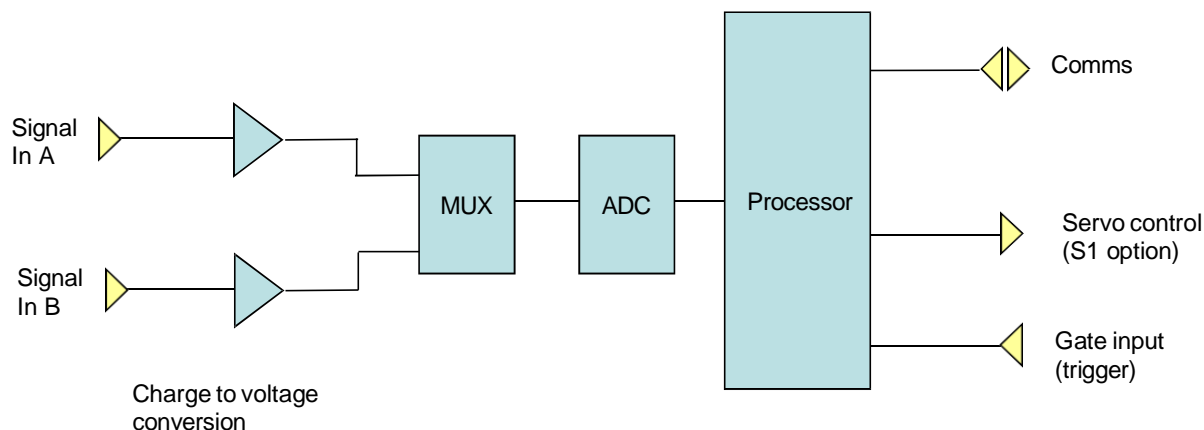 Signal
In A
Signal
In B
Charge to voltage
conversion
MUX
ADC
Processor
Comms
Servo control
(S1 option)
Gate input
(trigger)